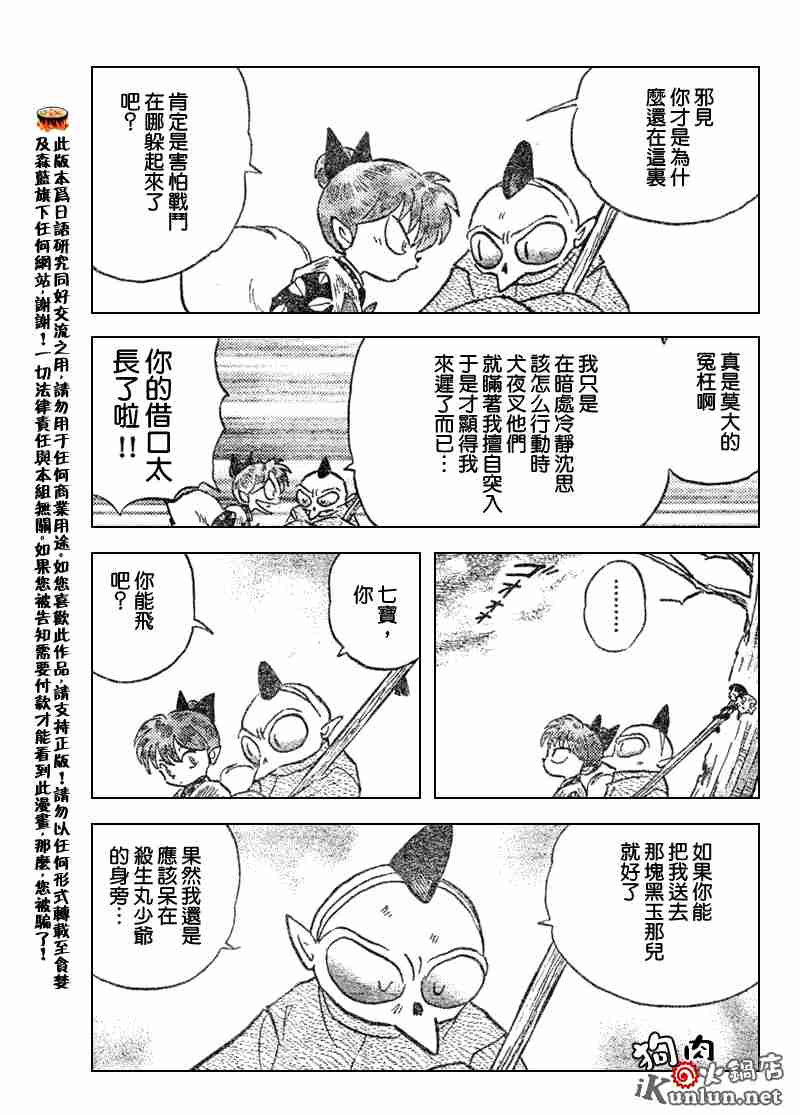 邪見
你才是為什
麼還在這裏
肯定是害怕戰鬥
在哪躲起來了
吧?
真是莫大的
冤枉啊
我只是
在暗處冷靜沈思
該怎么行動時
犬夜叉他們
就瞞著我擅自突入
于是才顯得我
來遲了而已…
你的借口太
長了啦!!
………
ゴゴ
七寶，
你
你能飛
吧?
如果你能
把我送去
那塊黑玉那兒
就好了
果然我還是
應該呆在
殺生丸少爺
的身旁…
此版本爲日語研究同好交流之用，請勿用于任何商業用途。如您喜歡此作品，請支持正版！請勿以任何形式轉載至貪婪
及森藍旗下任何網站，謝謝！一切法律責任與本組無關。如果您被告知需要付款才能看到此漫畫，那麼，您被騙了！
狗肉
火鍋店
iKunlun.net